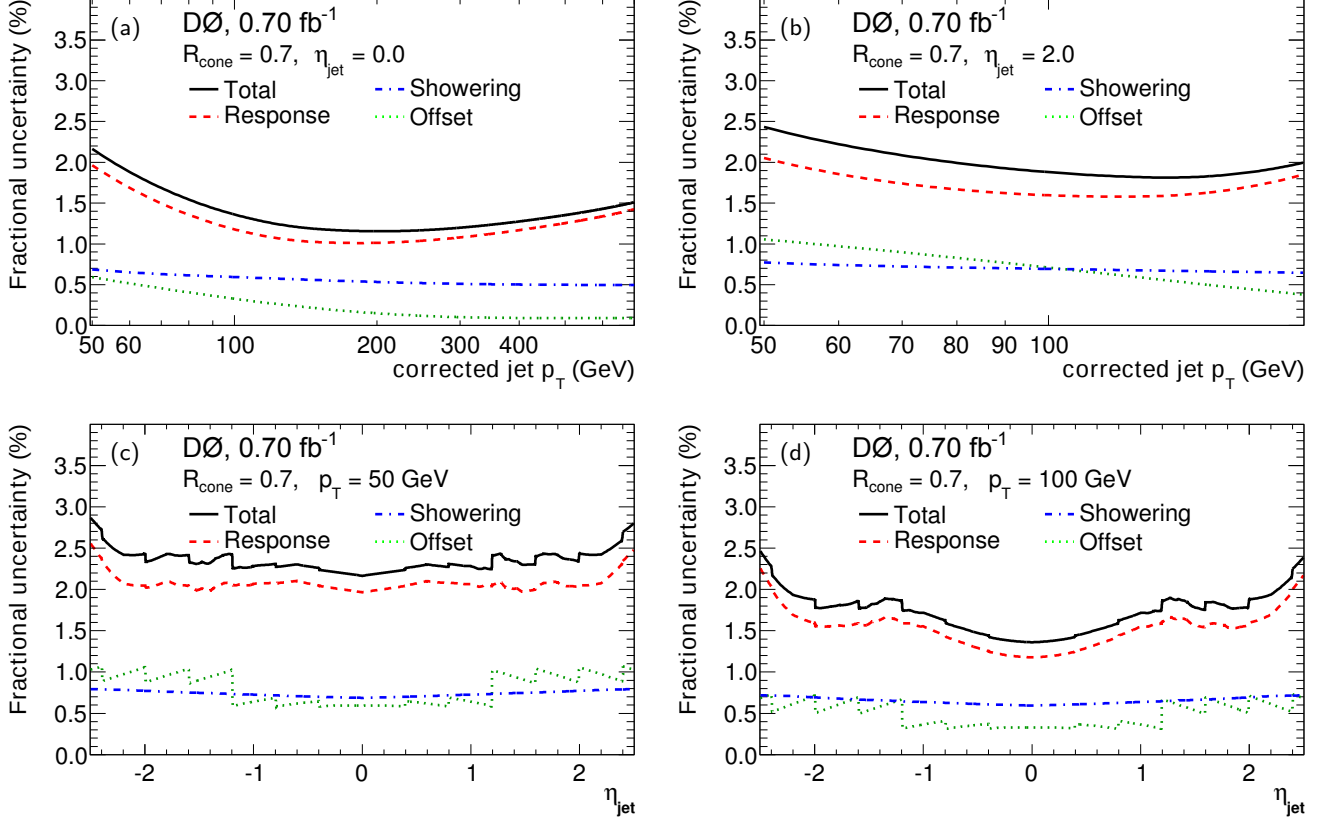 Fractional uncertainty (%)
(a) DØ, 0.70 fb⁻¹
R_cone = 0.7, η_jet = 0.0
Total
Response
Showering
Offset
0.0 0.5 1.0 1.5 2.0 2.5 3.0 3.5
50 60 100 200 300 400
corrected jet p_T (GeV)
Fractional uncertainty (%)
(b) DØ, 0.70 fb⁻¹
R_cone = 0.7, η_jet = 2.0
Total
Response
Showering
Offset
0.0 0.5 1.0 1.5 2.0 2.5 3.0 3.5
50 60 70 80 90 100
corrected jet p_T (GeV)
Fractional uncertainty (%)
(c) DØ, 0.70 fb⁻¹
R_cone = 0.7, p_T = 50 GeV
Total
Response
Showering
Offset
0.0 0.5 1.0 1.5 2.0 2.5 3.0 3.5
-2 -1 0 1 2
η_jet
Fractional uncertainty (%)
(d) DØ, 0.70 fb⁻¹
R_cone = 0.7, p_T = 100 GeV
Total
Response
Showering
Offset
0.0 0.5 1.0 1.5 2.0 2.5 3.0 3.5
-2 -1 0 1 2
η_jet